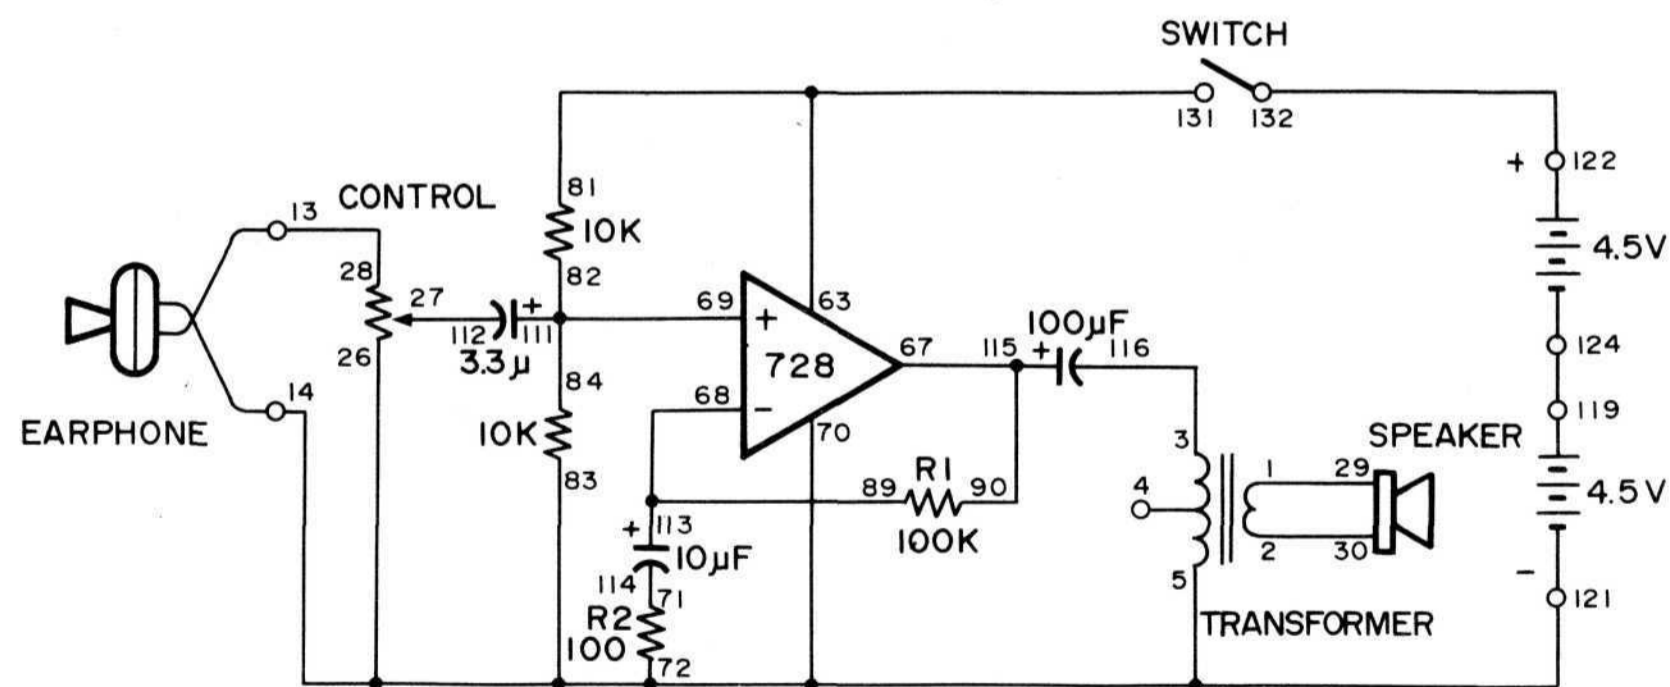 SWITCH
131 132
+ 122
4.5V
124
119
4.5V
- 121
CONTROL
13
28
27
26
14
EARPHONE
112
+
111
3.3 µ
81
10K
82
84
10K
83
69
+
63
728
68
-
70
67
115
100µF
+
116
R1
89 90
100K
+ 113
10µF
114
71
R2
100
72
3
4
5
1
2
29
30
SPEAKER
TRANSFORMER